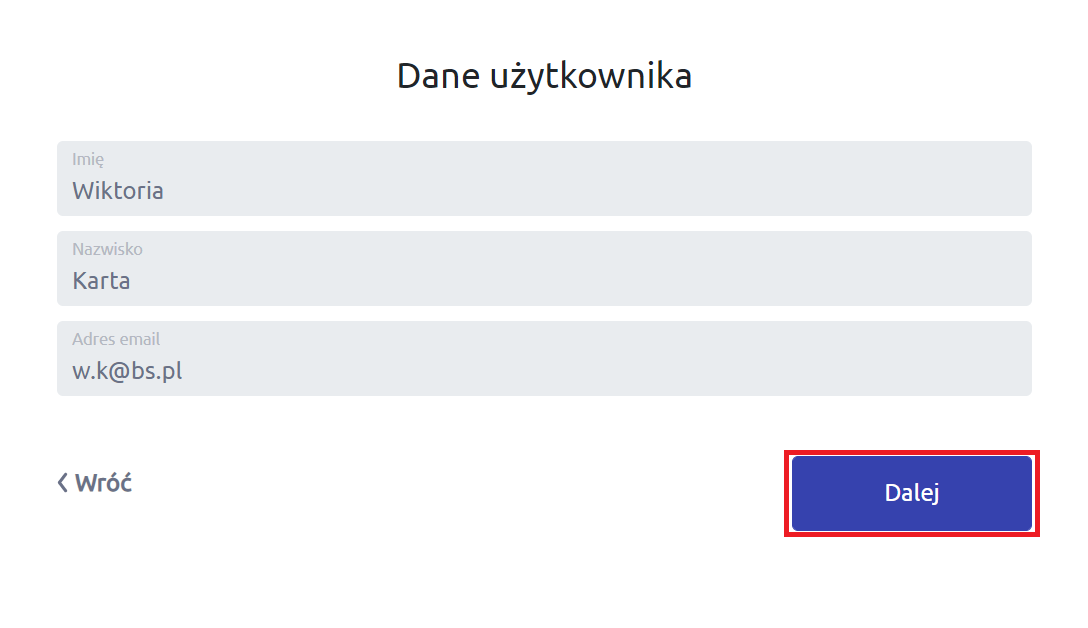 Dane użytkownika
Imię
Wiktoria
Nazwisko
Karta
Adres email
w.k@bs.pl
Wróć
Dalej